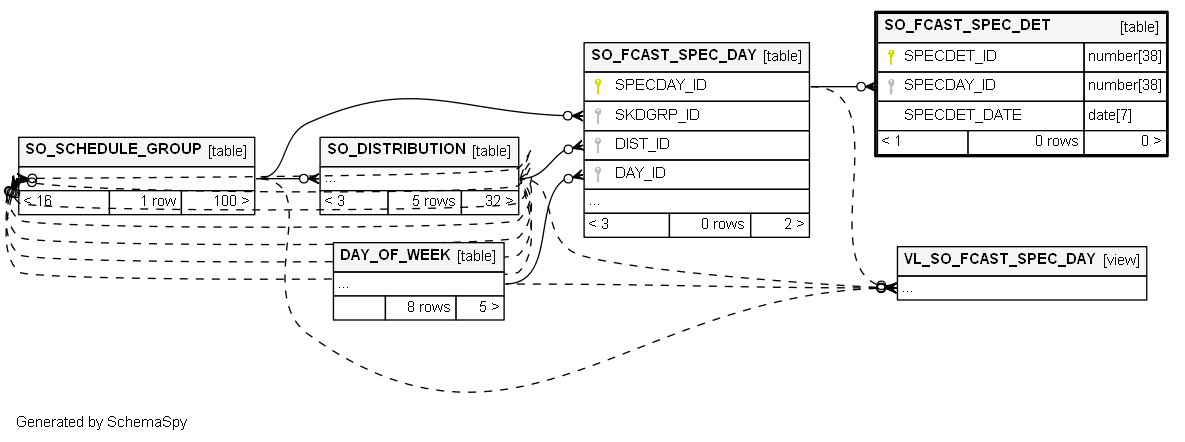 SO_FCAST_SPEC_DET [table]
SPECDET_ID number[38]
SPECDAY_ID number[38]
SPECDET_DATE date[7]
< 1 0 rows 0 >
SO_FCAST_SPEC_DAY [table]
SPECDAY_ID
SKDGRP_ID
DIST_ID
DAY_ID
...
< 3 0 rows 2 >
SO_SCHEDULE_GROUP [table]
...
< 16 1 row 100 >
SO_DISTRIBUTION [table]
...
< 3 5 rows 32 >
DAY_OF_WEEK [table]
...
8 rows 5 >
VL_SO_FCAST_SPEC_DAY [view]
...
Generated by SchemaSpy